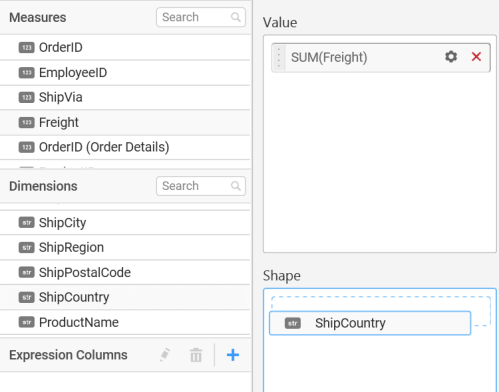 Measures
Search
123 OrderID
123 EmployeeID
123 ShipVia
123 Freight
123 OrderID (Order Details)
Dimensions
Search
str ShipCity
str ShipRegion
str ShipPostalCode
str ShipCountry
str ProductName
Expression Columns
Value
SUM(Freight)
Shape
str ShipCountry